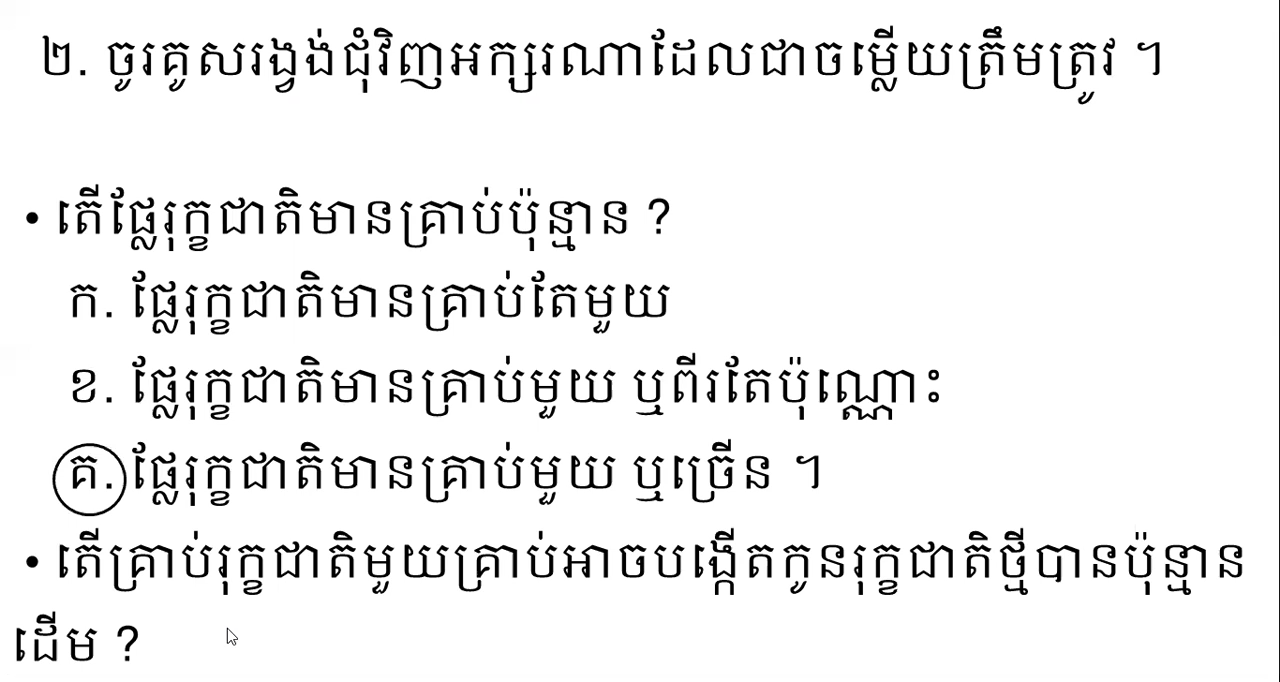 ២. ចូរគូសរង្វង់ជុំវិញអក្សរណាដែលជាចម្លើយត្រឹមត្រូវ ។
• តើផ្លែរុក្ខជាតិមានគ្រាប់ប៉ុន្មាន ?
ក. ផ្លែរុក្ខជាតិមានគ្រាប់តែមួយ
ខ. ផ្លែរុក្ខជាតិមានគ្រាប់មួយ ឬពីរតែប៉ុណ្ណោះ
គ. ផ្លែរុក្ខជាតិមានគ្រាប់មួយ ឬច្រើន ។
• តើគ្រាប់រុក្ខជាតិមួយគ្រាប់អាចបង្កើតកូនរុក្ខជាតិថ្មីបានប៉ុន្មាន
ដើម ?